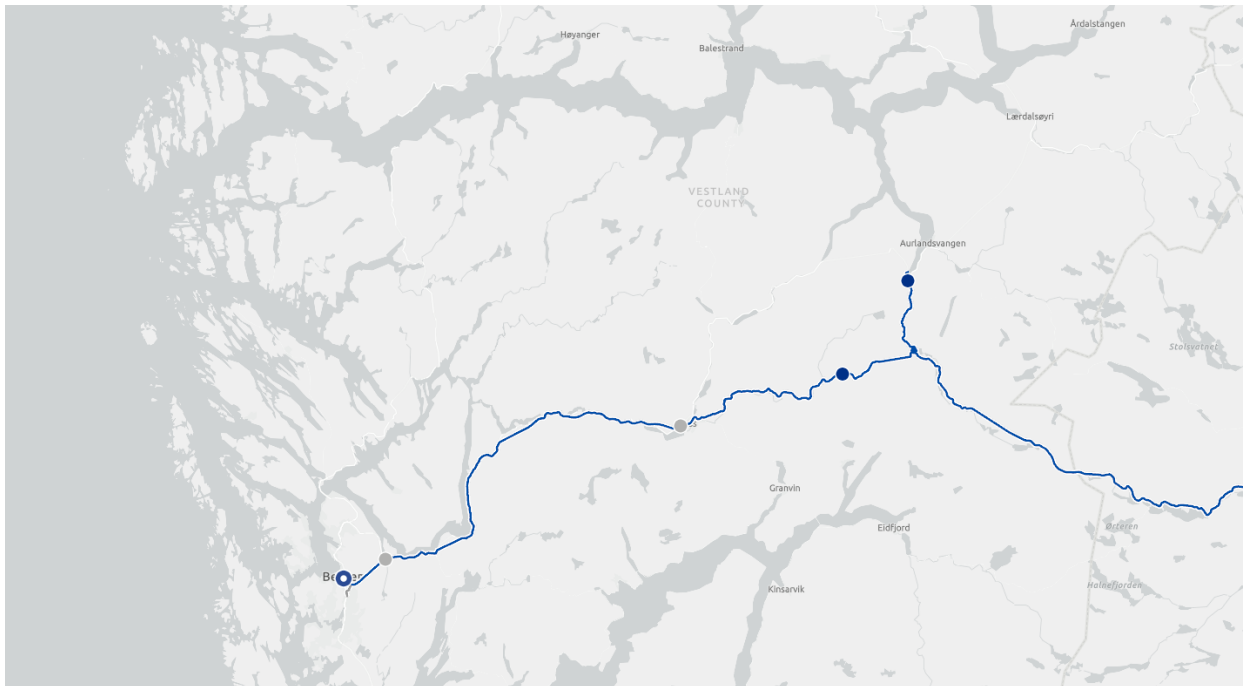 Årdalstangen
Høyanger
Balestrand
Lærdalsøyri
VESTLAND
COUNTY
Aurlandsvangen
Stolsvatnet
Granvin
Ørteren
Eidfjord
Halnefjorden
Kinsarvik